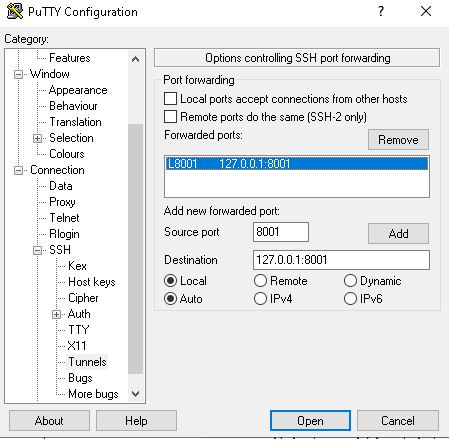 PuTTY Configuration
?
Category:
Features
Window
Appearance
Behaviour
Translation
Selection
Colours
Connection
Data
Proxy
Telnet
Rlogin
SSH
Kex
Host keys
Cipher
Auth
TTY
X11
Tunnels
Bugs
More bugs
Options controlling SSH port forwarding
Port forwarding
Local ports accept connections from other hosts
Remote ports do the same (SSH-2 only)
Forwarded ports:
Remove
L8001 127.0.0.1:8001
Add new forwarded port:
Source port 8001 Add
Destination 127.0.0.1:8001
Local Remote Dynamic
Auto IPv4 IPv6
About Help Open Cancel